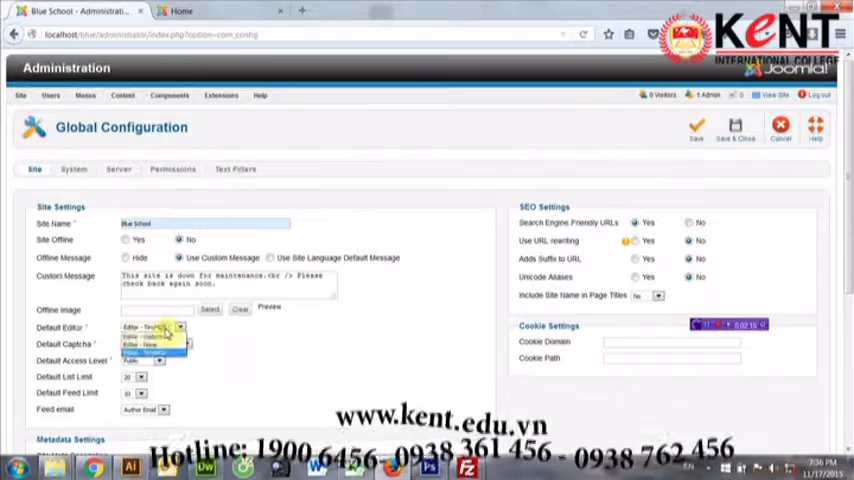 Blue School - Administrati...
Home
localhost/blue/administrator/index.php?option=com_config
KENT
INTERNATIONAL COLLEGE
Administration
Joomla!
Site Users Menus Content Components Extensions Help
0 Visitors 1 Admin 0 View Site Log out
Global Configuration
Save Save & Close Cancel Help
Site System Server Permissions Text Filters
Site Settings
Site Name * Blue School
Site Offline Yes No
Offline Message Hide Use Custom Message Use Site Language Default Message
Custom Message This site is down for maintenance.<br /> Please
check back again soon.
Offline Image Select Clear Preview
Default Editor *
Editor - None
Default Captcha *
Default Access Level * Public
Default List Limit 20
Default Feed Limit 10
Feed email Author Email
Metadata Settings
SEO Settings
Search Engine Friendly URLs Yes No
Use URL rewriting Yes No
Adds Suffix to URL Yes No
Unicode Aliases Yes No
Include Site Name in Page Titles No
Cookie Settings
0:02:15
Cookie Domain
Cookie Path
www.kent.edu.vn
Hotline: 1900 6456- 0938 361 456 - 0938 762 456
EN
7:36 PM
11/17/2015